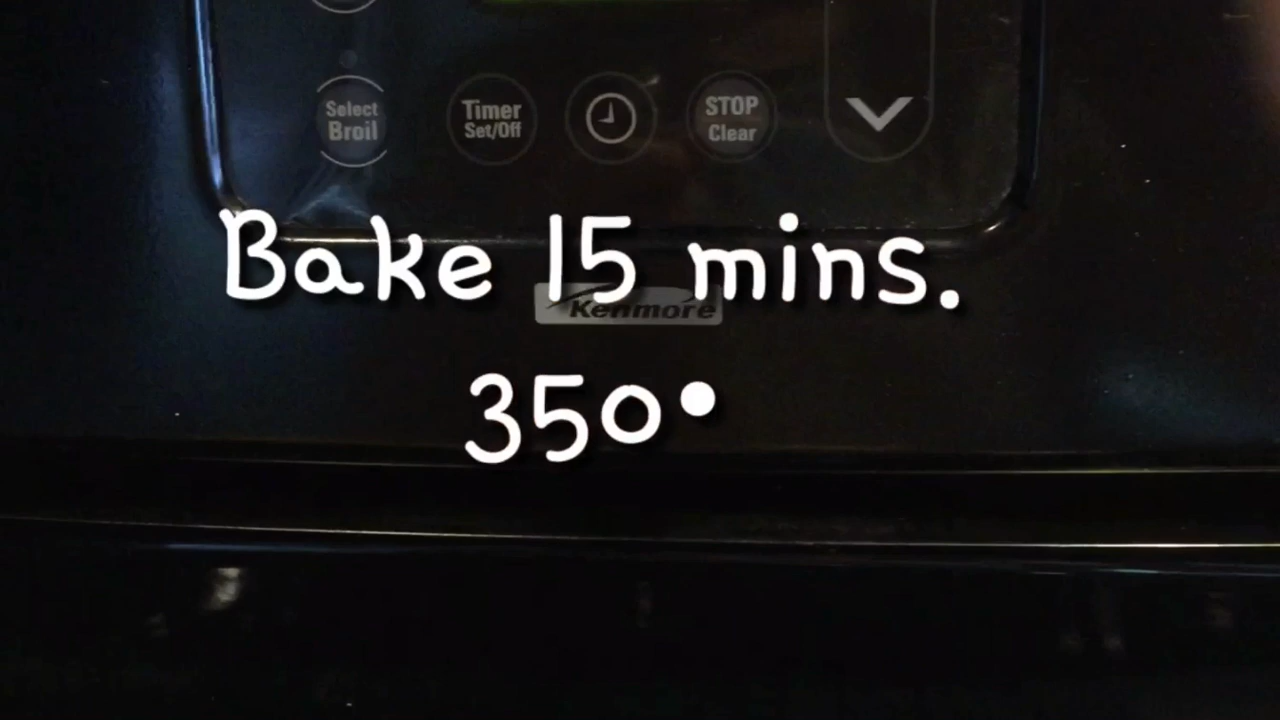 Select
Broil
Timer
Set/Off
STOP
Clear
Bake 15 mins.
Kenmore
350°